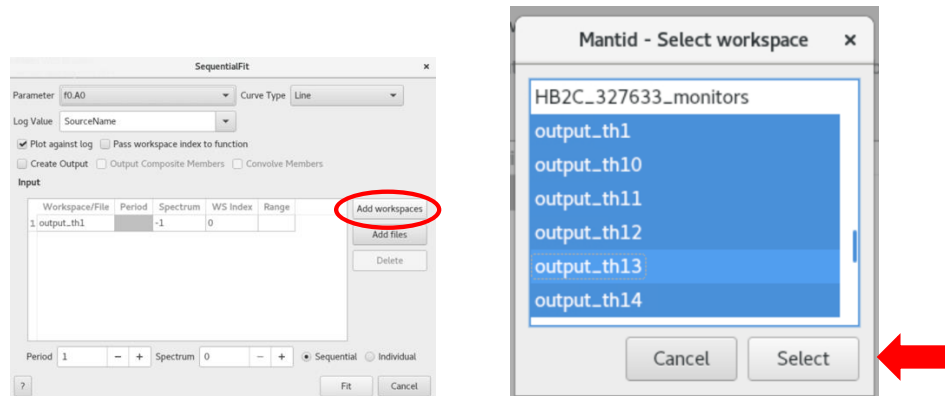 SequentialFit
×
Parameter f0.A0 Curve Type Line
Log Value SourceName
Plot against log Pass workspace index to function
Create Output Output Composite Members Convolve Members
Input
Workspace/File Period Spectrum WS Index Range
1 output_th1 -1 0
Add workspaces
Add files
Delete
Period 1 − + Spectrum 0 − + Sequential Individual
? Fit Cancel
Mantid - Select workspace ×
HB2C_327633_monitors
output_th1
output_th10
output_th11
output_th12
output_th13
output_th14
Cancel Select